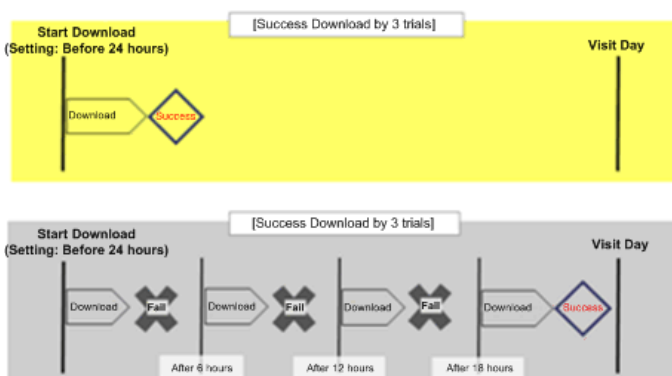 [Success Download by 3 trials]
Start Download
(Setting: Before 24 hours)
Visit Day
Download
Success
[Success Download by 3 trials]
Start Download
(Setting: Before 24 hours)
Visit Day
Download
Fail
Download
Fail
Download
Fail
Download
Success
After 6 hours
After 12 hours
After 18 hours